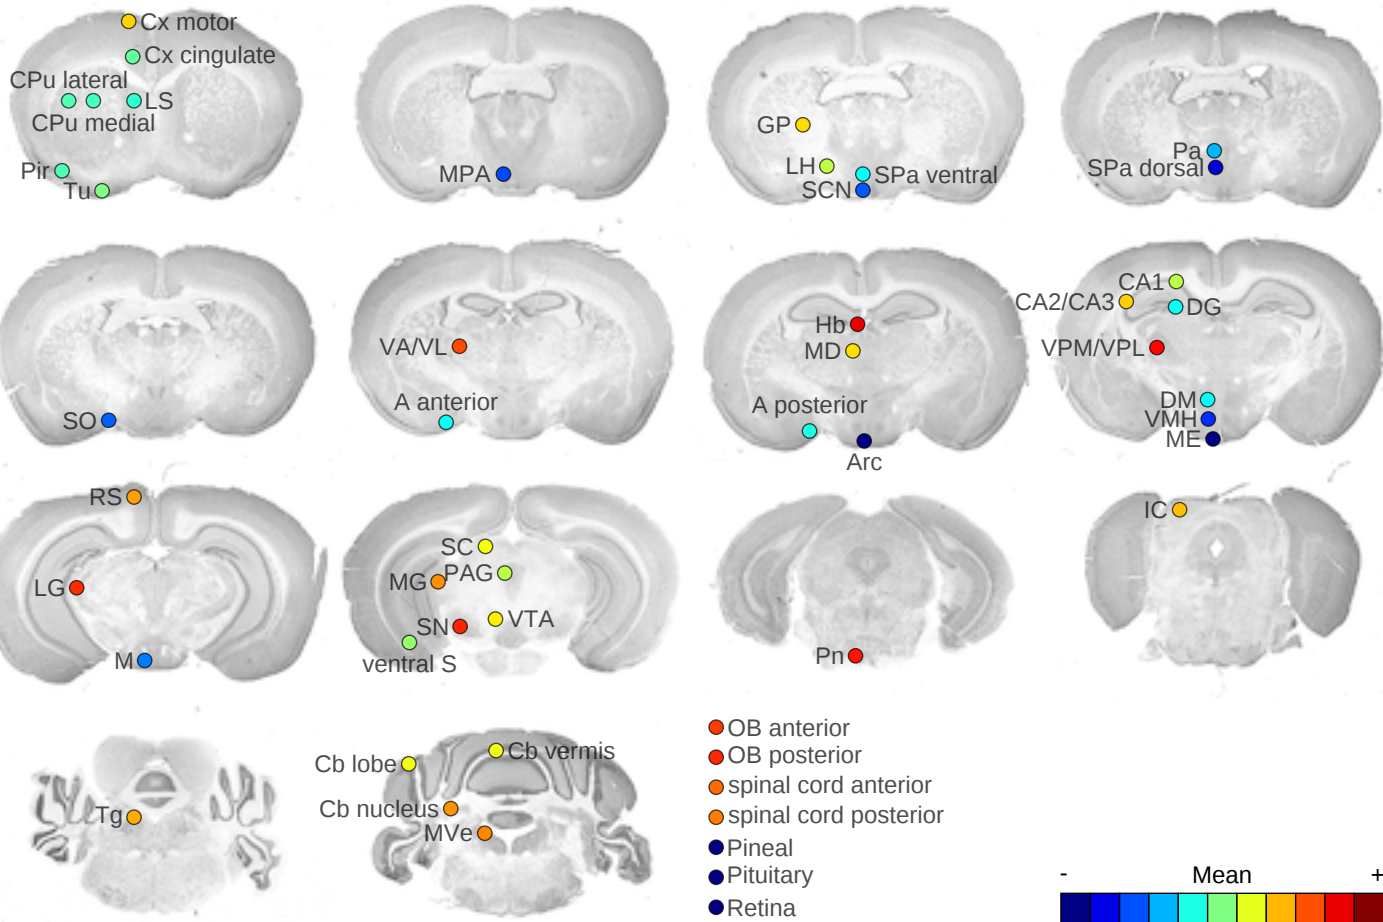 Cx motor
Cx cingulate
CPu lateral
LS
CPu medial
Pir
Tu
MPA
GP
LH
SPa ventral
SCN
Pa
SPa dorsal
SO
VA/VL
A anterior
Hb
MD
A posterior
Arc
CA1
CA2/CA3
DG
VPM/VPL
DM
VMH
ME
RS
LG
M
SC
MG
PAG
SN
VTA
ventral S
Pn
IC
Tg
Cb lobe
Cb vermis
Cb nucleus
MVe
OB anterior
OB posterior
spinal cord anterior
spinal cord posterior
Pineal
Pituitary
Retina
- Mean +